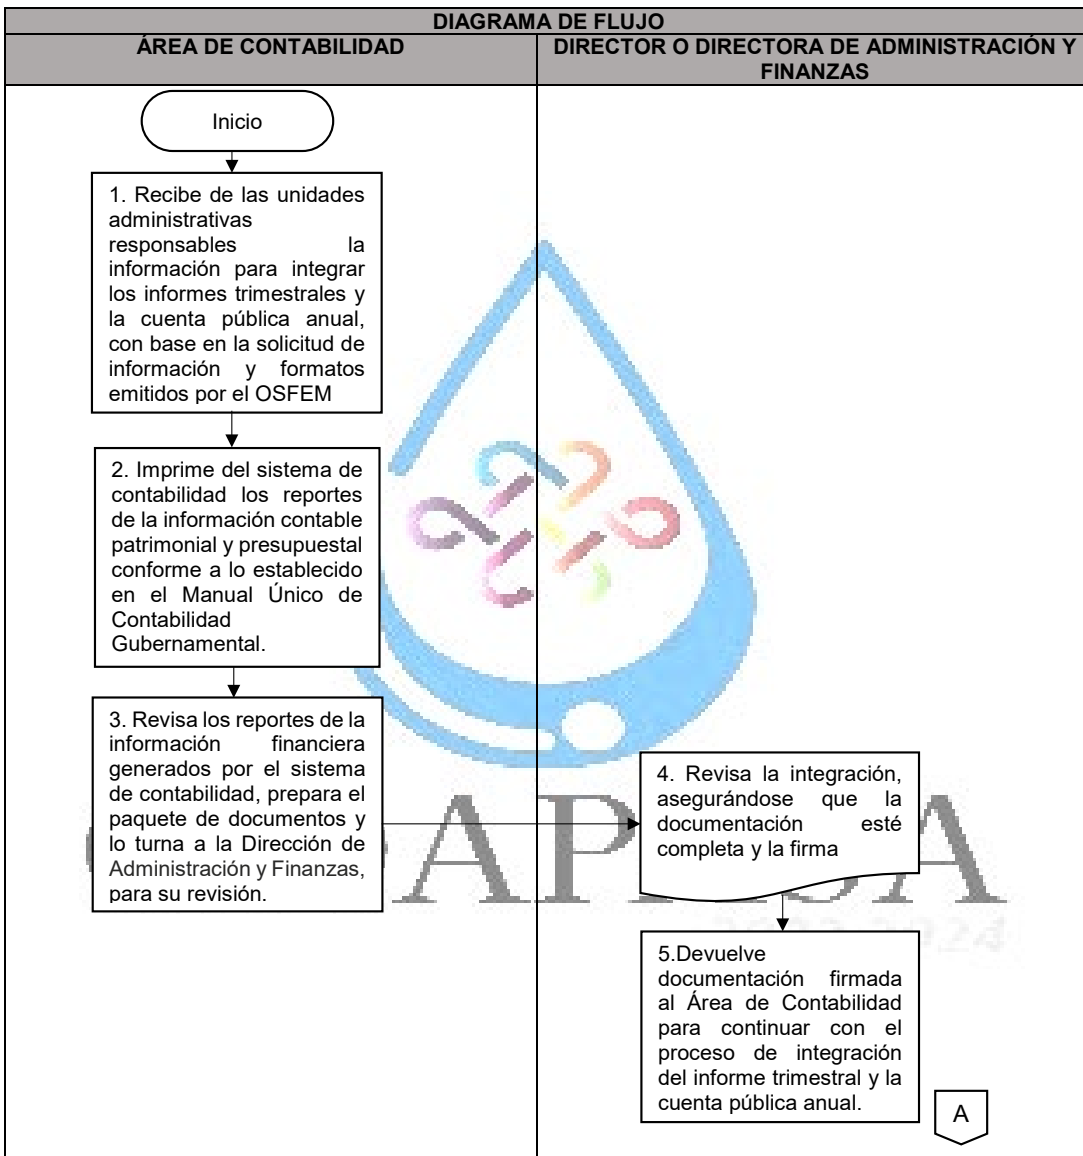 DIAGRAMA DE FLUJO
ÁREA DE CONTABILIDAD
DIRECTOR O DIRECTORA DE ADMINISTRACIÓN Y
FINANZAS
Inicio
1. Recibe de las unidades
administrativas
responsables la
información para integrar
los informes trimestrales y
la cuenta pública anual,
con base en la solicitud de
información y formatos
emitidos por el OSFEM
2. Imprime del sistema de
contabilidad los reportes
de la información contable
patrimonial y presupuestal
conforme a lo establecido
en el Manual Único de
Contabilidad
Gubernamental.
3. Revisa los reportes de la
información financiera
generados por el sistema
de contabilidad, prepara el
paquete de documentos y
lo turna a la Dirección de
Administración y Finanzas,
para su revisión.
4. Revisa la integración,
asegurándose que la
documentación esté
completa y la firma
5.Devuelve
documentación firmada
al Área de Contabilidad
para continuar con el
proceso de integración
del informe trimestral y la
cuenta pública anual.
A